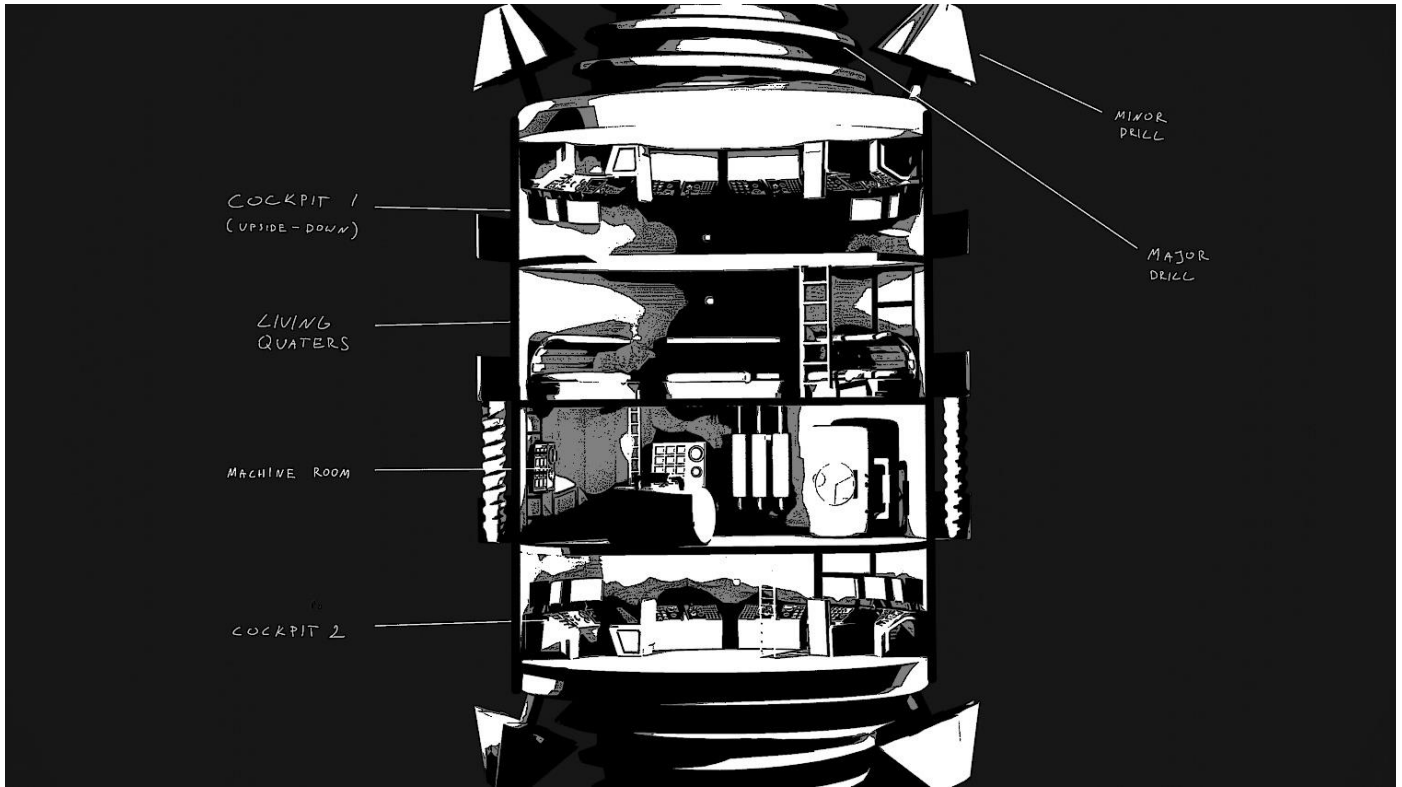 COCKPIT 1
(UPSIDE-DOWN)
LIVING
QUATERS
MACHINE ROOM
COCKPIT 2
MINOR
DRILL
MAJOR
DRILL